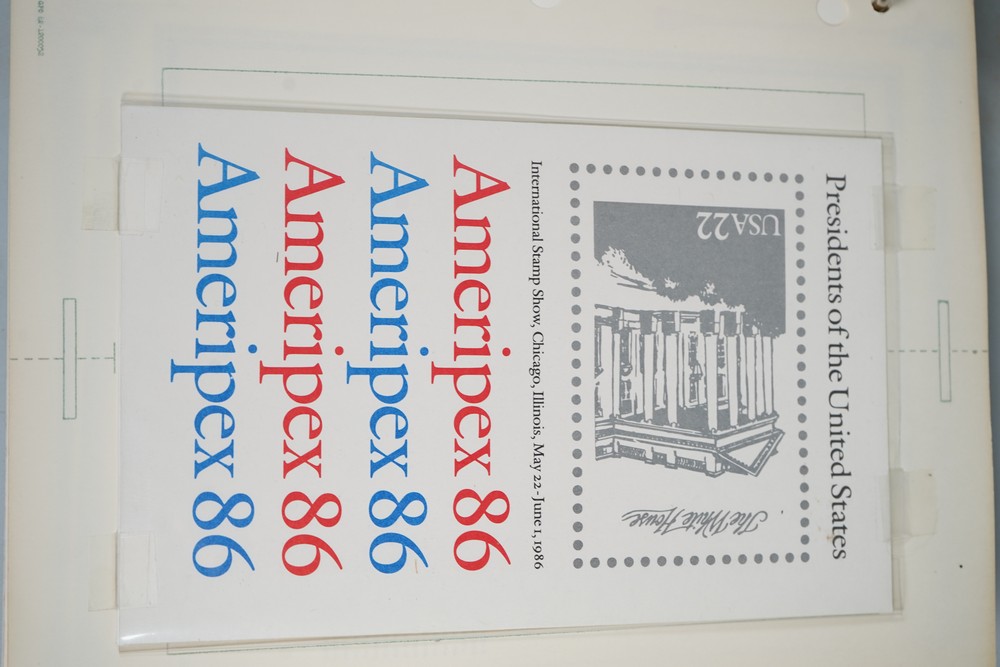 Presidents of the United States
USA22
The White House
International Stamp Show, Chicago, Illinois, May 22 - June 1, 1986
Ameripex 86
Ameripex 86
Ameripex 86
Ameripex 86